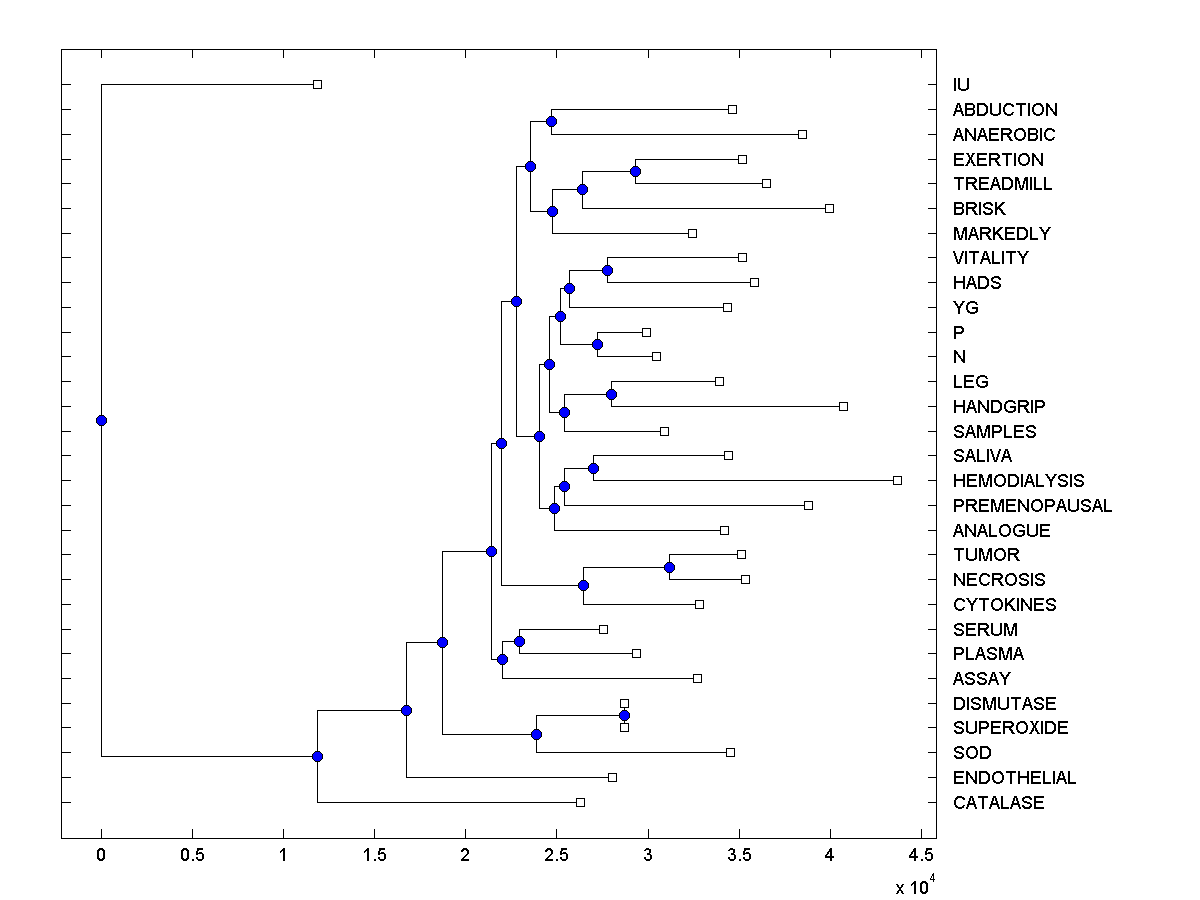 IU
ABDUCTION
ANAEROBIC
EXERTION
TREADMILL
BRISK
MARKEDLY
VITALITY
HADS
YG
P
N
LEG
HANDGRIP
SAMPLES
SALIVA
HEMODIALYSIS
PREMENOPAUSAL
ANALOGUE
TUMOR
NECROSIS
CYTOKINES
SERUM
PLASMA
ASSAY
DISMUTASE
SUPEROXIDE
SOD
ENDOTHELIAL
CATALASE
0 0.5 1 1.5 2 2.5 3 3.5 4 4.5
x 10^4